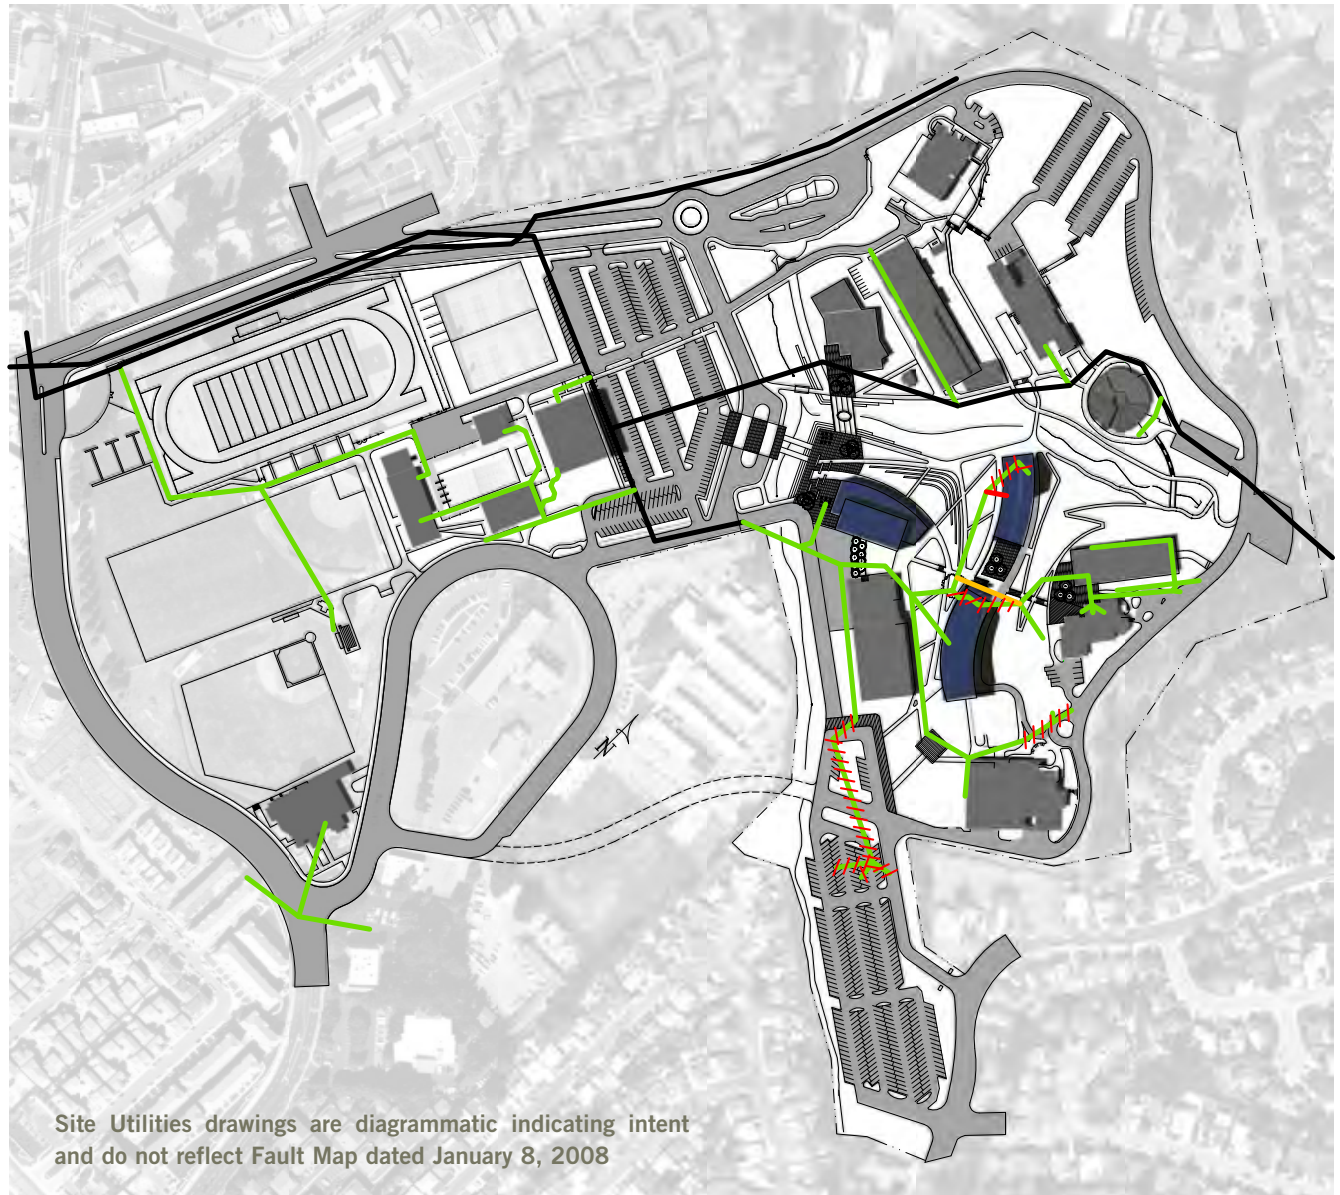 Site Utilities drawings are diagrammatic indicating intent
and do not reflect Fault Map dated January 8, 2008